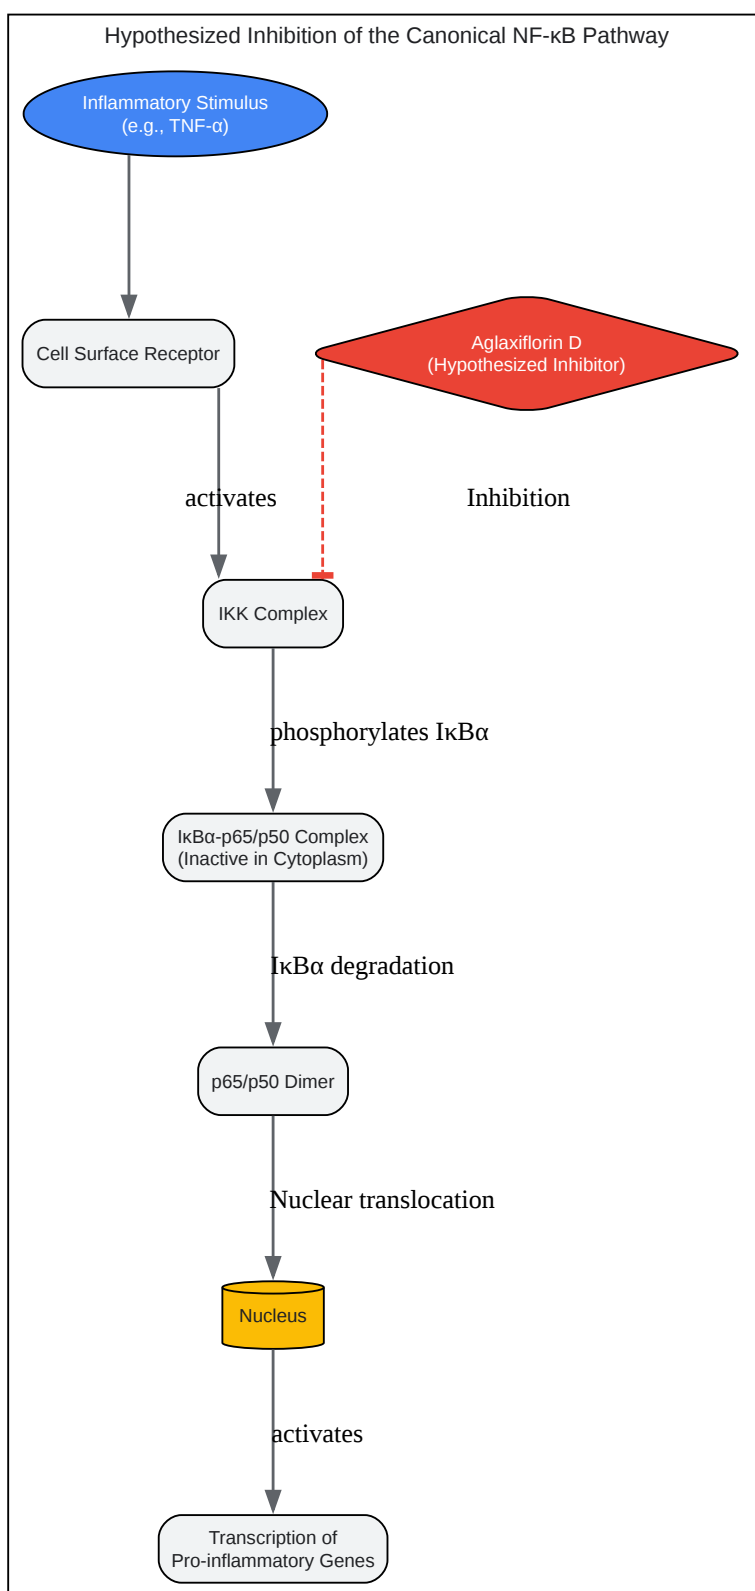 Hypothesized Inhibition of the Canonical NF-κB Pathway
Inflammatory Stimulus
(e.g., TNF-α)
Cell Surface Receptor
Aglaxiflorin D
(Hypothesized Inhibitor)
activates
Inhibition
IKK Complex
phosphorylates IκBα
IκBα-p65/p50 Complex
(Inactive in Cytoplasm)
IκBα degradation
p65/p50 Dimer
Nuclear translocation
Nucleus
activates
Transcription of
Pro-inflammatory Genes